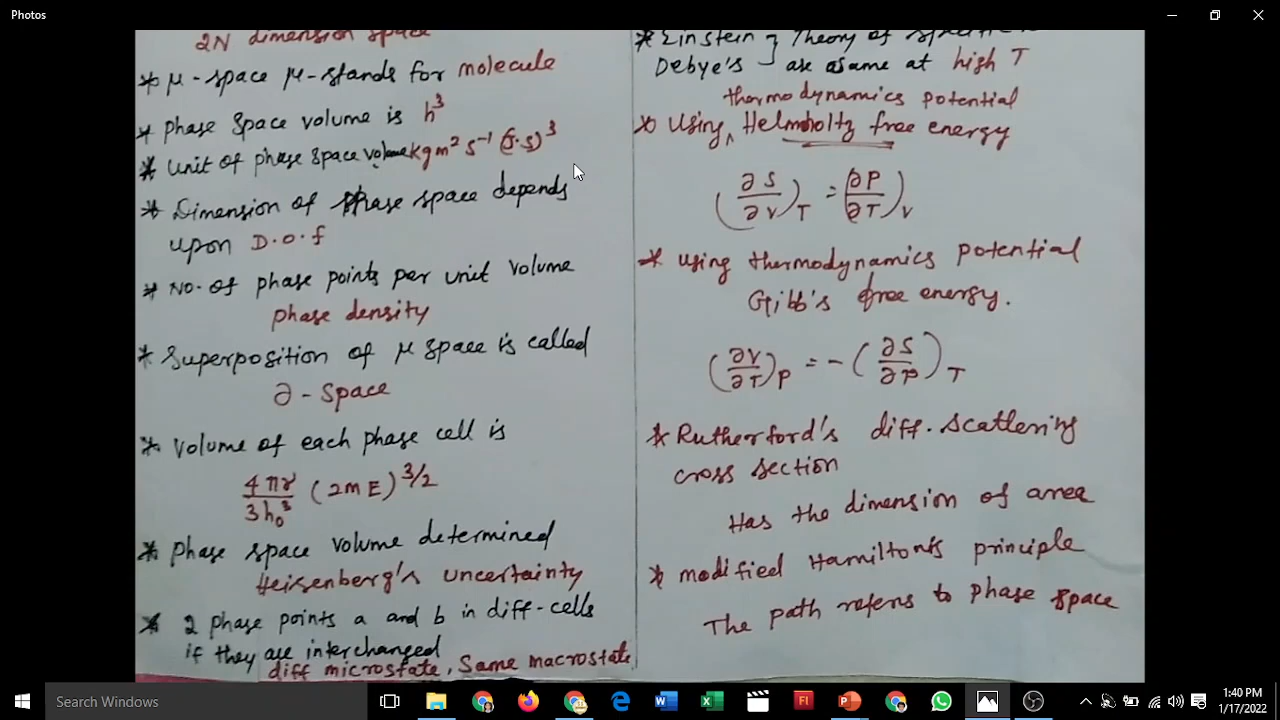 Photos
2N dimension space
* μ-space μ-stands for molecule
* phase space volume is h³
* unit of phase space volume kgm² s⁻¹ (J.s)³
* Dimension of phase space depends
upon D.O.f
* No. of phase points per unit volume
phase density
* Superposition of μ space is called
∂ - space
* volume of each phase cell is
4πr/3h₀³ (2mE)^3/2
* phase space volume determined
Heisenberg's uncertainty
* 2 phase points a and b in diff-cells
if they are interchanged
diff microstate, Same macrostate
* Einstein } Theory of
Debye's } are same at high T
thermodynamics potential
* Using ^ Helmholtz free energy
(∂S/∂V)T = (∂P/∂T)V
* using thermodynamics potential
Gibb's free energy.
(∂V/∂T)P = - (∂S/∂P)T
* Rutherford's diff. scattering
cross section
Has the dimension of area
* modified Hamilton's principle
The path refers to phase space
Search Windows
1:40 PM
1/17/2022